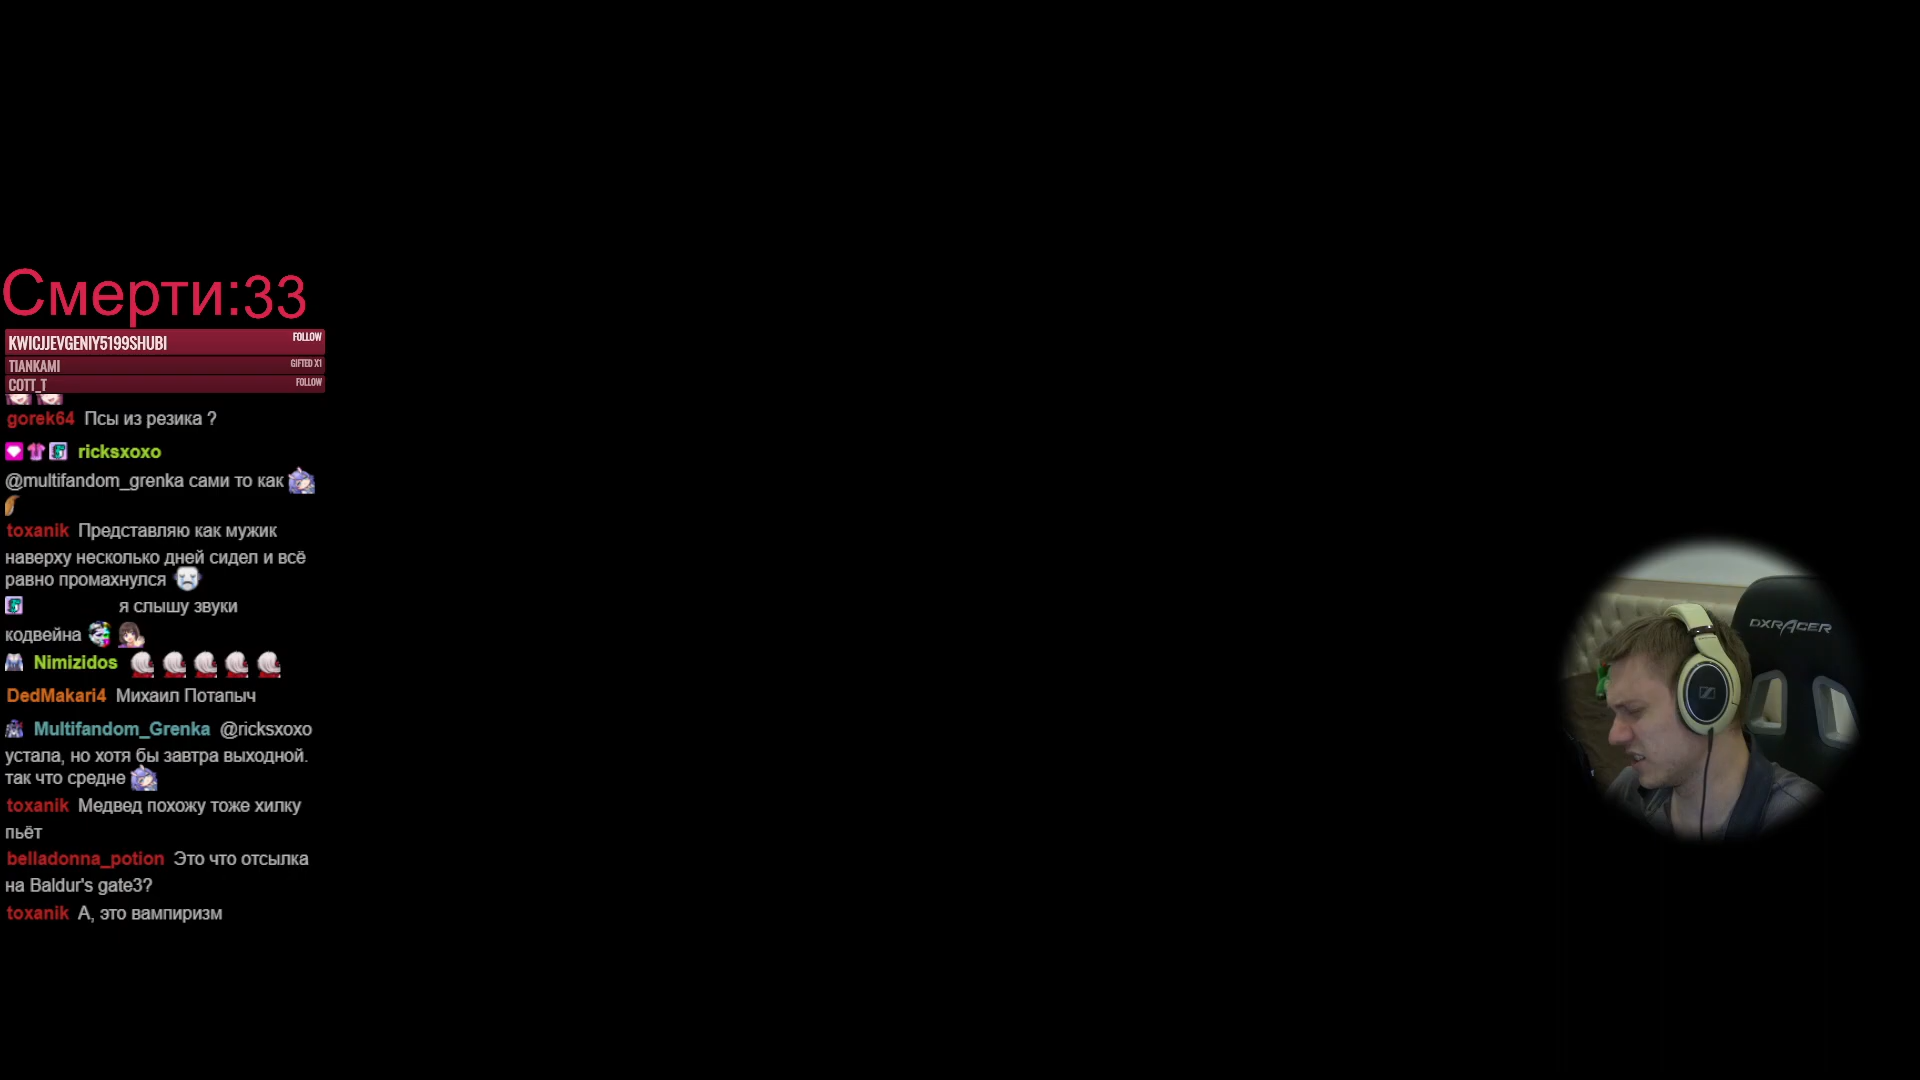 Смерти:33
KWICJJEVGENIY5199SHUBI FOLLOW
TIANKAMI GIFTED X1
COTT_T FOLLOW
gorek64 Псы из резика ?
ricksxoxo
@multifandom_grenka сами то как
toxanik Представляю как мужик
наверху несколько дней сидел и всё
равно промахнулся
я слышу звуки
кодвейна
Nimizidos
DedMakari4 Михаил Потапыч
Multifandom_Grenka @ricksxoxo
устала, но хотя бы завтра выходной.
так что средне
toxanik Медвед похожу тоже хилку
пьёт
belladonna_potion Это что отсылка
на Baldur's gate3?
toxanik А, это вампиризм
DXRACER